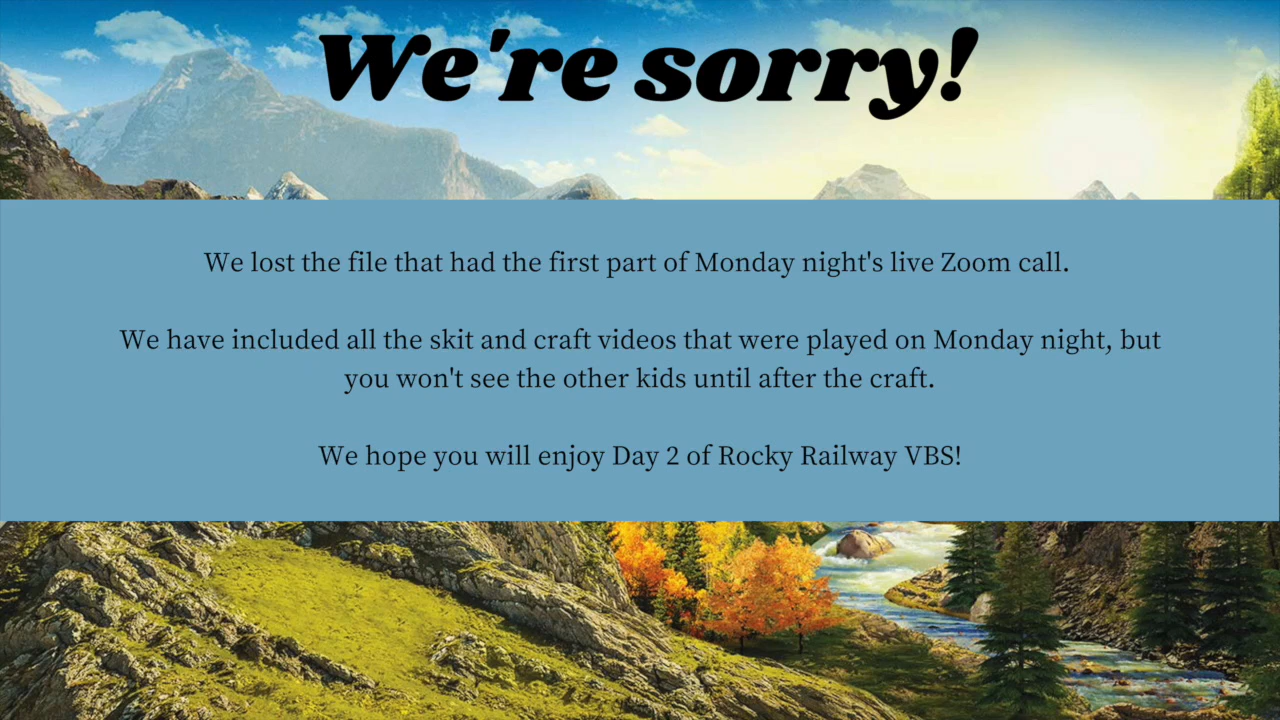 We're sorry!
We lost the file that had the first part of Monday night's live Zoom call.
We have included all the skit and craft videos that were played on Monday night, but
you won't see the other kids until after the craft.
We hope you will enjoy Day 2 of Rocky Railway VBS!